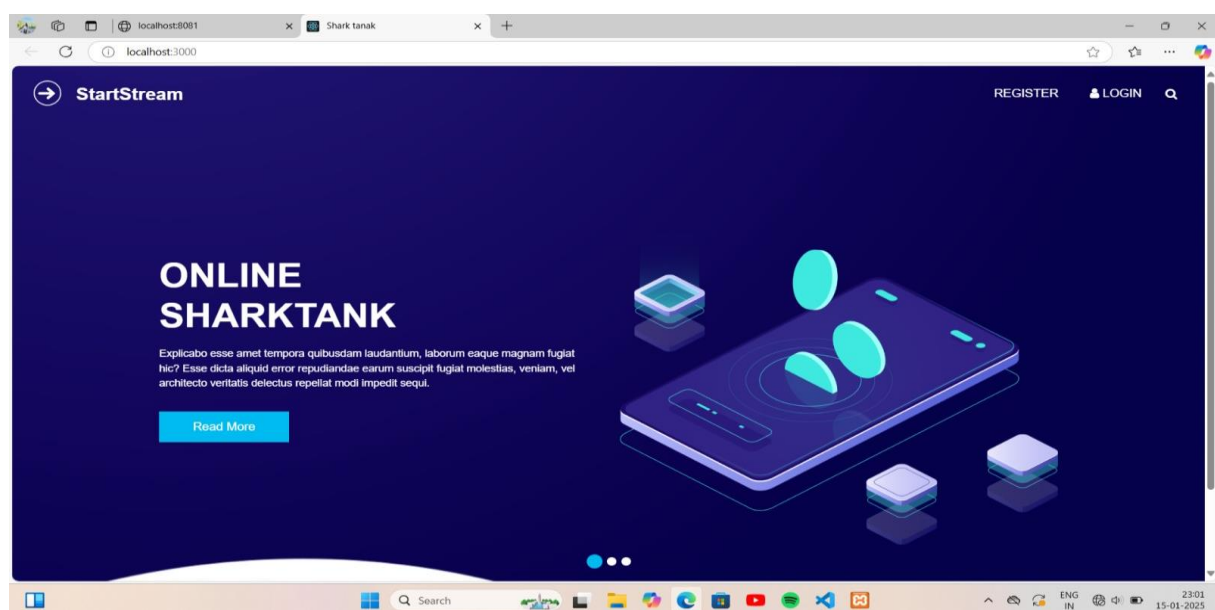 localhost:8081
Shark tanak
localhost:3000
StartStream
REGISTER LOGIN
ONLINE
SHARKTANK
Explicabo esse amet tempora quibusdam laudantium, laborum eaque magnam fugiat
hic? Esse dicta aliquid error repudiandae earum suscipit fugiat molestias, veniam, vel
architecto veritatis delectus repellat modi impedit sequi.
Read More
Search
ENG
IN
23:01
15-01-2025